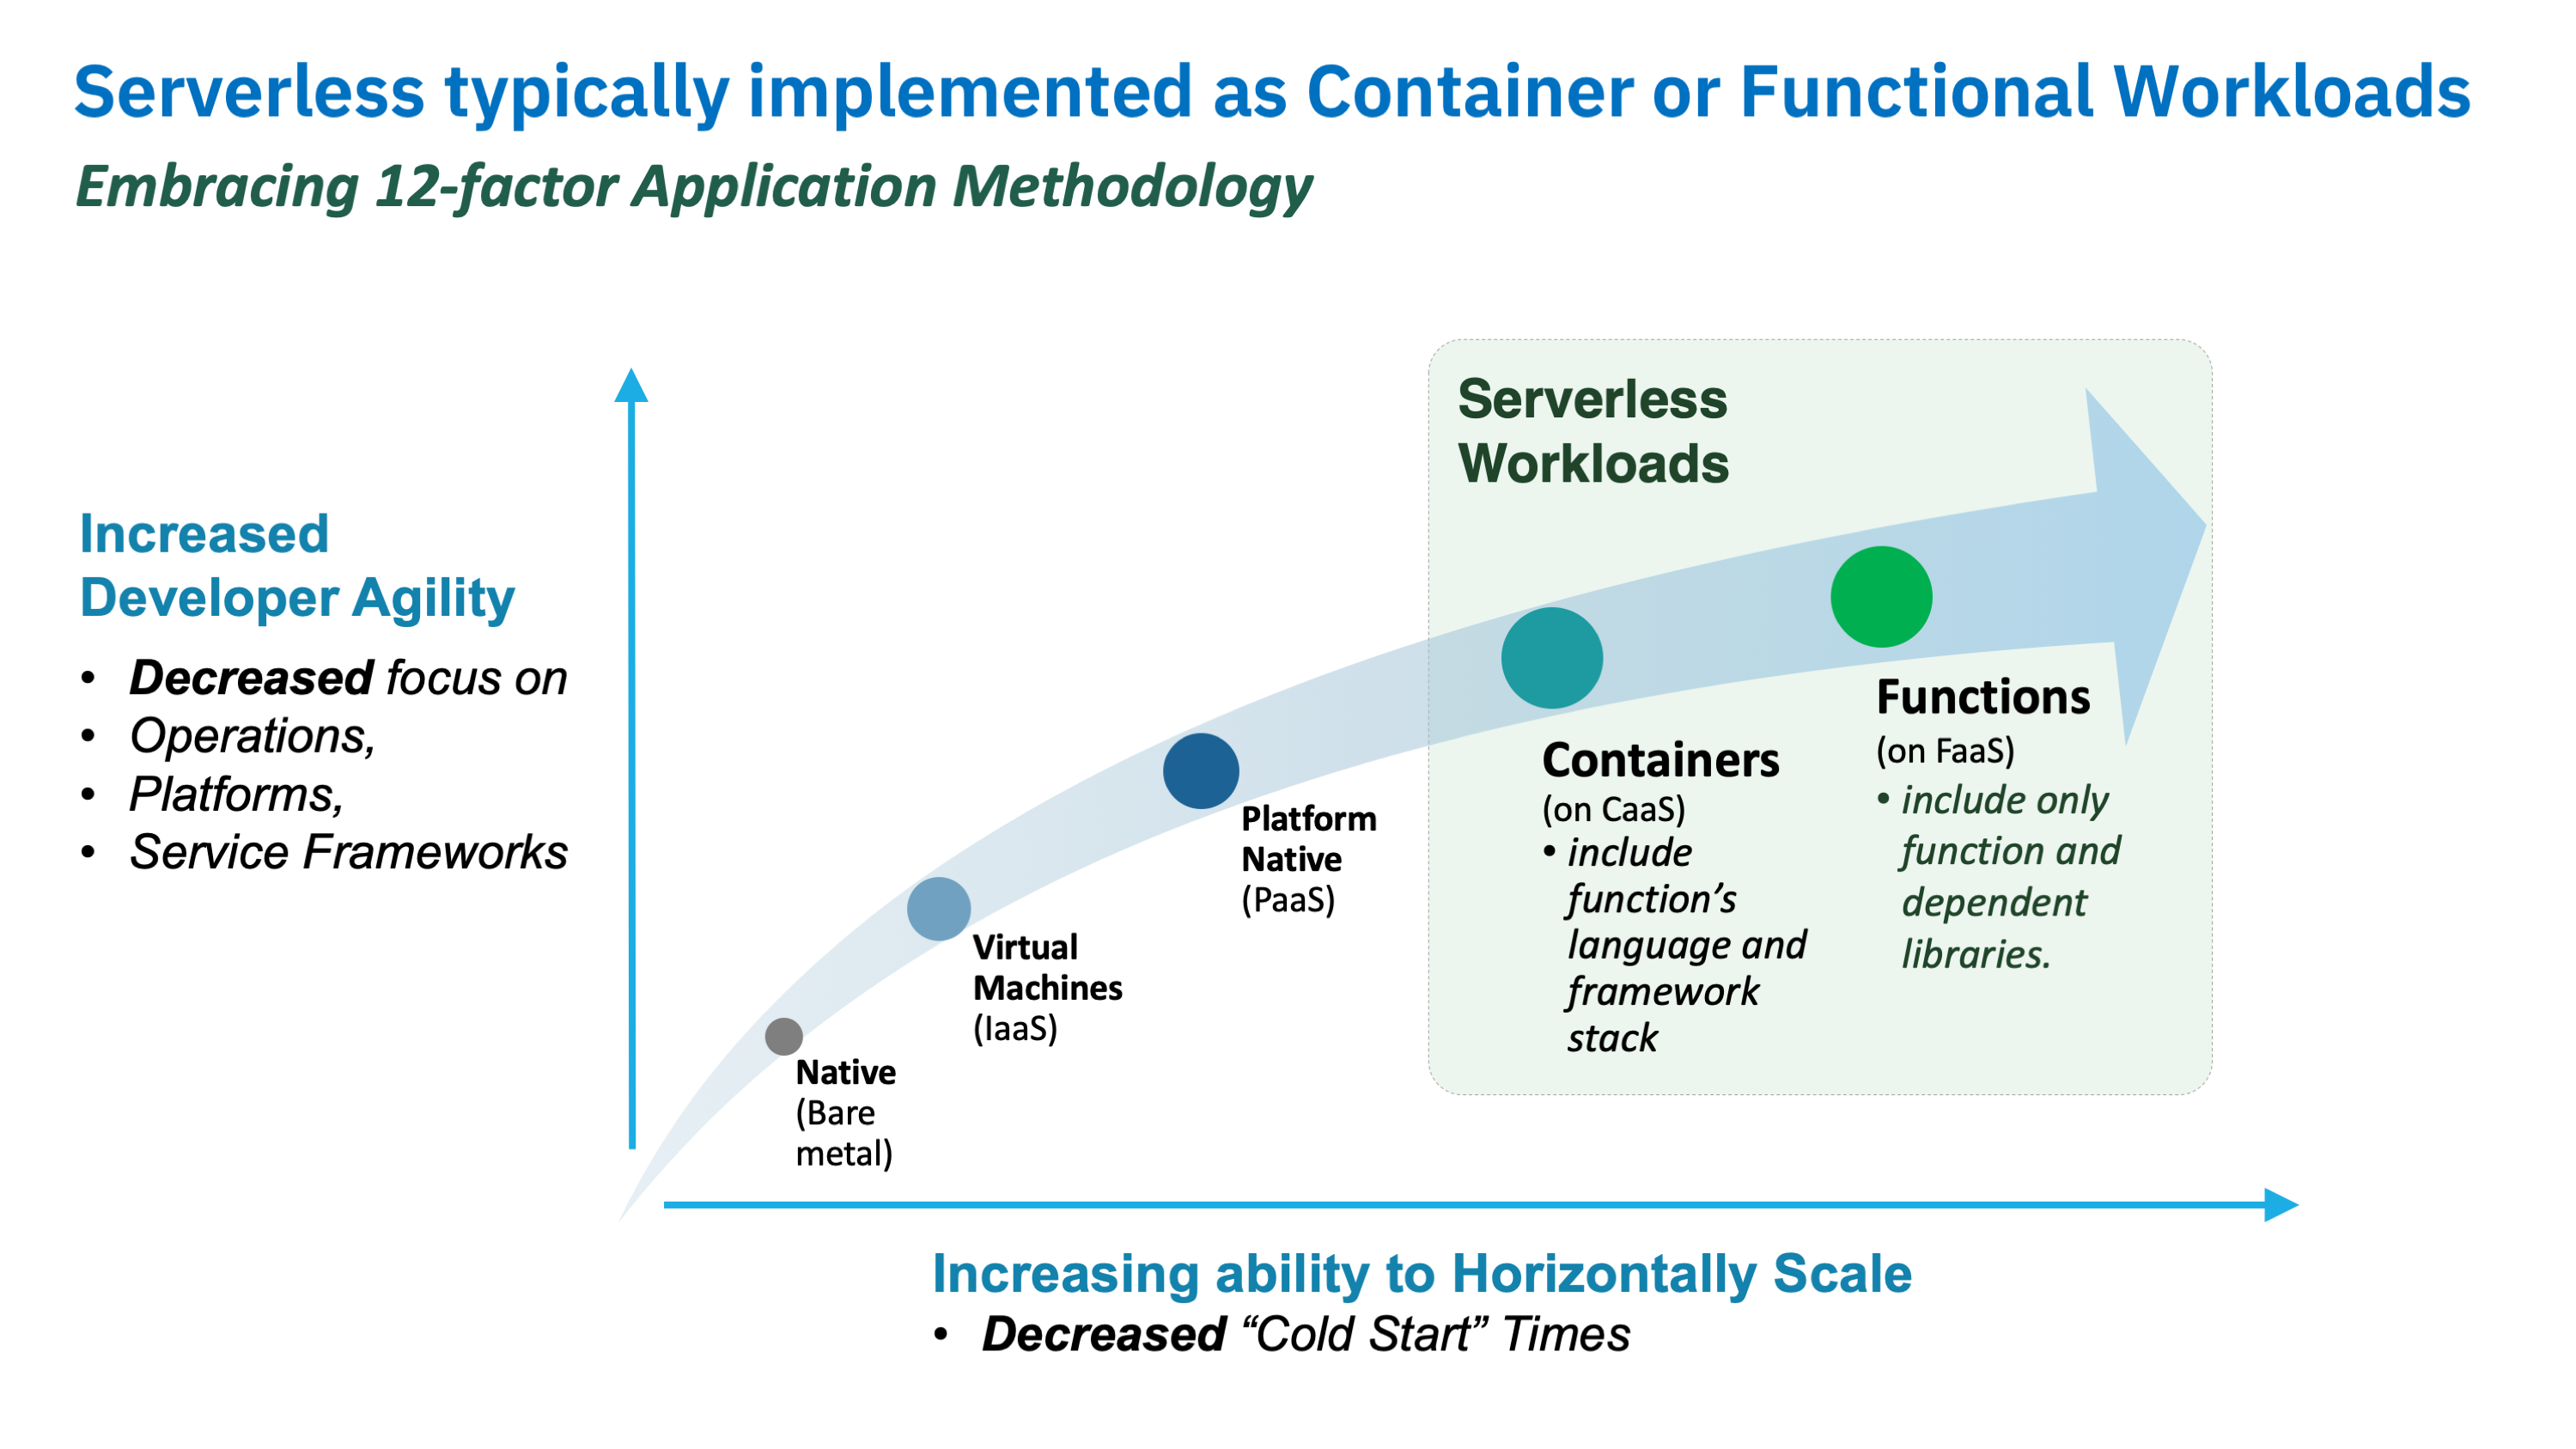 Serverless typically implemented as Container or Functional Workloads
Embracing 12-factor Application Methodology
Increased
Developer Agility
• Decreased focus on
• Operations,
• Platforms,
• Service Frameworks
Native
(Bare
metal)
Virtual
Machines
(IaaS)
Platform
Native
(PaaS)
Serverless
Workloads
Containers
(on CaaS)
• include
function’s
language and
framework
stack
Functions
(on FaaS)
• include only
function and
dependent
libraries.
Increasing ability to Horizontally Scale
• Decreased “Cold Start” Times